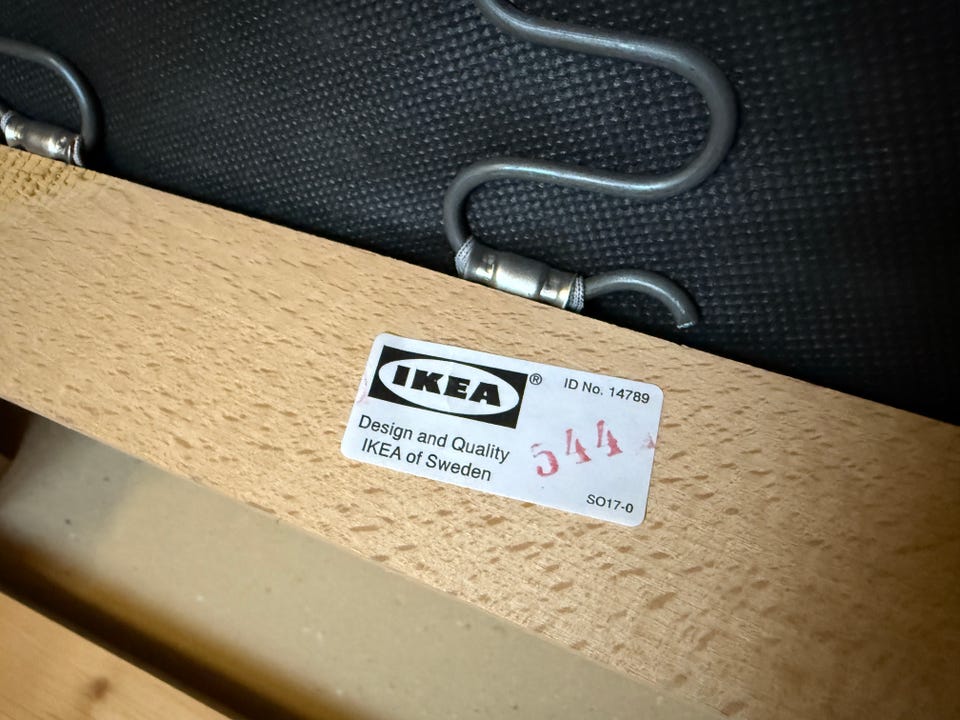 IKEA® ID No. 14789
Design and Quality
IKEA of Sweden
544
SO17-0